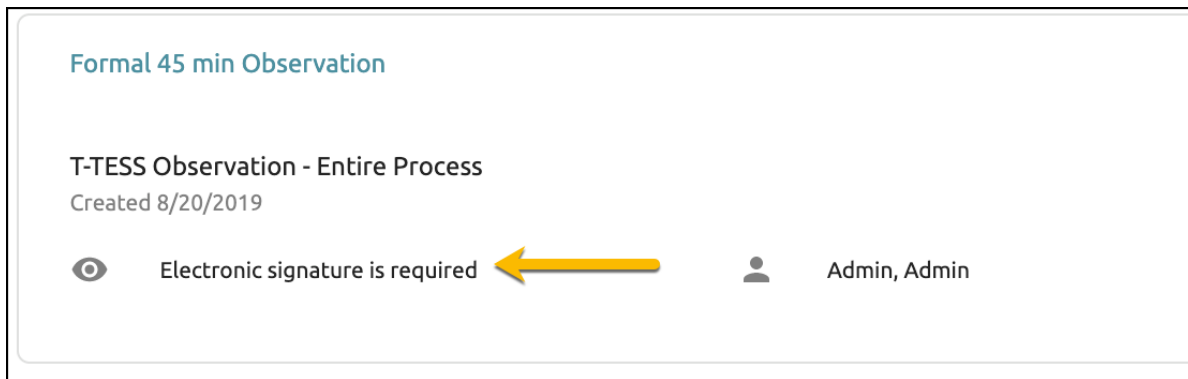 Formal 45 min Observation
T-TESS Observation - Entire Process
Created 8/20/2019
Electronic signature is required
Admin, Admin